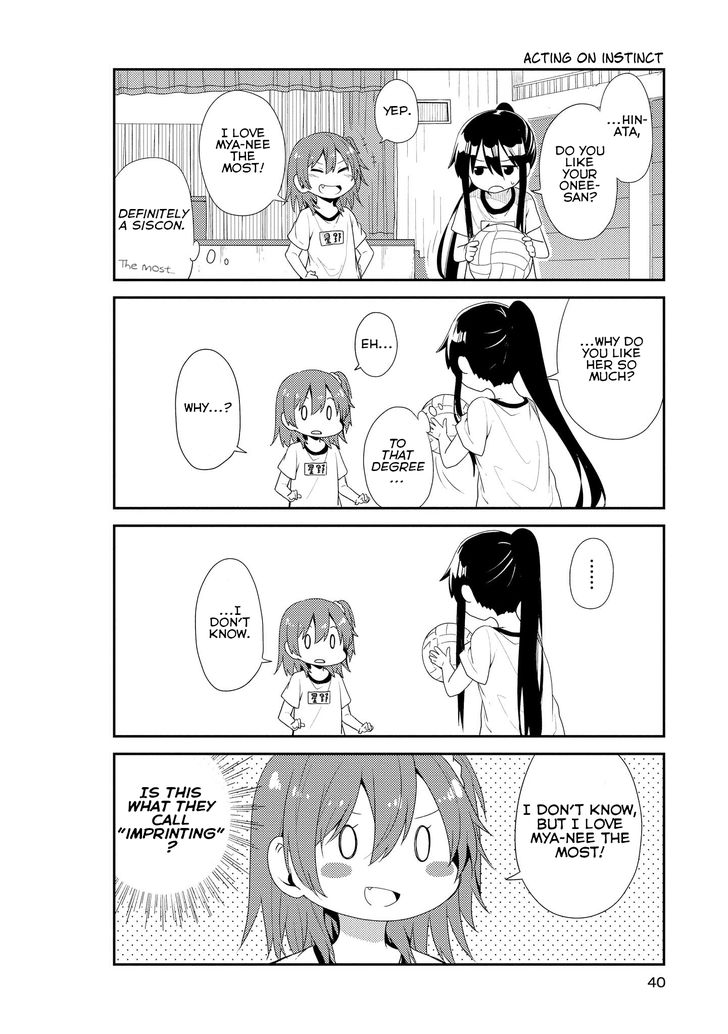 ACTING ON INSTINCT
...HIN-
ATA,
DO YOU
LIKE
YOUR
ONEE-
SAN?
YEP.
I LOVE
MYA-NEE
THE
MOST!
DEFINITELY
A SISCON.
The most...
...WHY DO
YOU LIKE
HER SO
MUCH?
EH...
TO
THAT
DEGREE
...
WHY...?
......
...I
DON'T
KNOW.
I DON'T KNOW,
BUT I LOVE
MYA-NEE THE
MOST!
IS THIS
WHAT THEY
CALL
"IMPRINTING"
?
40